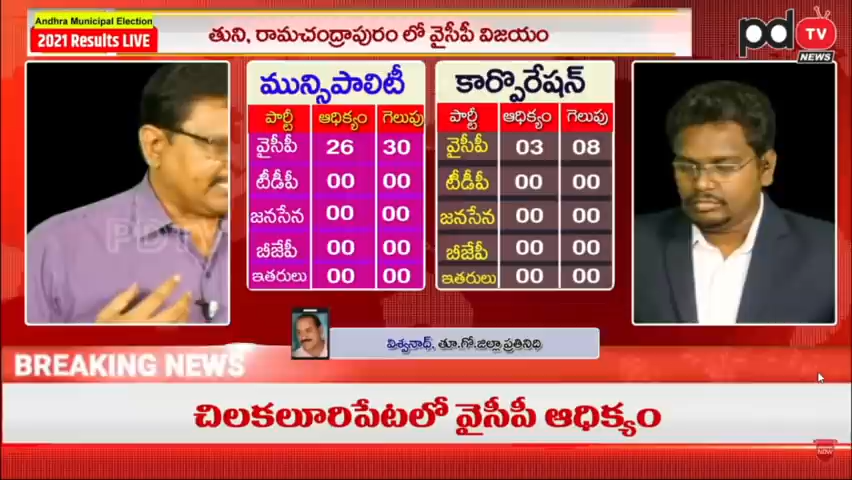 Andhra Municipal Election
2021 Results LIVE
తుని, రామచంద్రాపురం లో వైసీపీ విజయం
pd TV
NEWS
మున్సిపాలిటీ
పార్టీ ఆధిక్యం గెలుపు
వైసీపీ 26 30
టీడీపీ 00 00
జనసేన 00 00
బీజేపీ 00 00
ఇతరులు 00 00
కార్పొరేషన్
పార్టీ ఆధిక్యం గెలుపు
వైసీపీ 03 08
టీడీపీ 00 00
జనసేన 00 00
బీజేపీ 00 00
ఇతరులు 00 00
PDTV
విశ్వనాథ్, తూ.గో.జిల్లా ప్రతినిధి
BREAKING NEWS
చిలకలూరిపేటలో వైసీపీ ఆధిక్యం